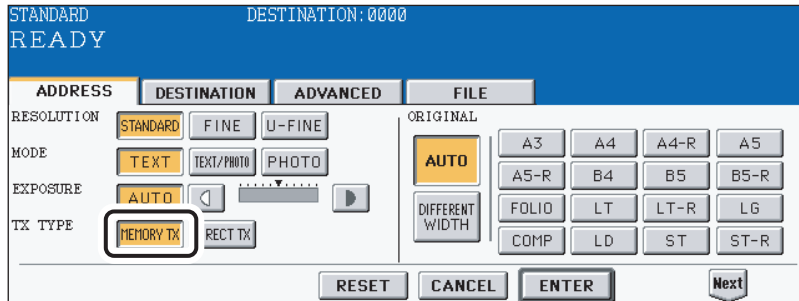 STANDARD DESTINATION:0000
READY
ADDRESS DESTINATION ADVANCED FILE
RESOLUTION STANDARD FINE U-FINE
MODE TEXT TEXT/PHOTO PHOTO
EXPOSURE AUTO
TX TYPE MEMORY TX RECT TX
ORIGINAL
AUTO
DIFFERENT
WIDTH
A3 A4 A4-R A5
A5-R B4 B5 B5-R
FOLIO LT LT-R LG
COMP LD ST ST-R
RESET CANCEL ENTER Next